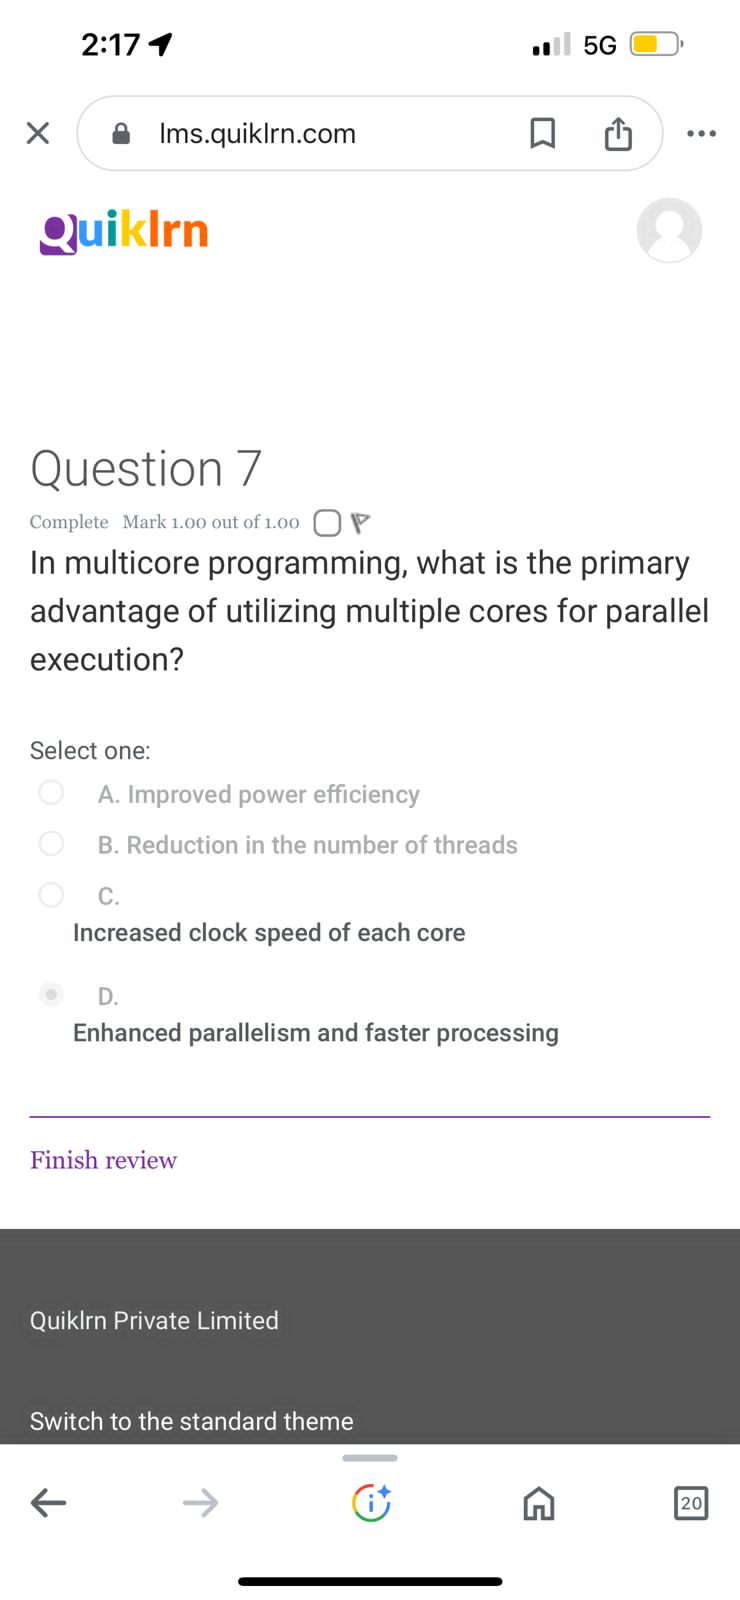 2:17
5G
lms.quiklrn.com
Quiklrn
Question 7
Complete Mark 1.00 out of 1.00
In multicore programming, what is the primary
advantage of utilizing multiple cores for parallel
execution?
Select one:
A. Improved power efficiency
B. Reduction in the number of threads
C.
Increased clock speed of each core
D.
Enhanced parallelism and faster processing
Finish review
Quiklrn Private Limited
Switch to the standard theme
20